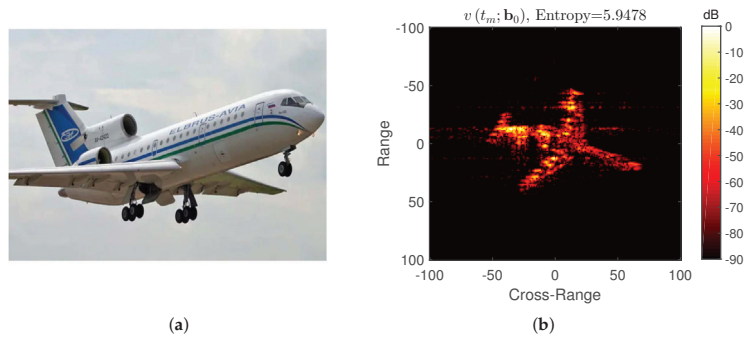 ELBRUS-AVIA
v (t_m; b_0), Entropy=5.9478
dB
-100
-50
0
50
100
Range
-100
-50
0
50
100
Cross-Range
0
-10
-20
-30
-40
-50
-60
-70
-80
-90
(a)
(b)